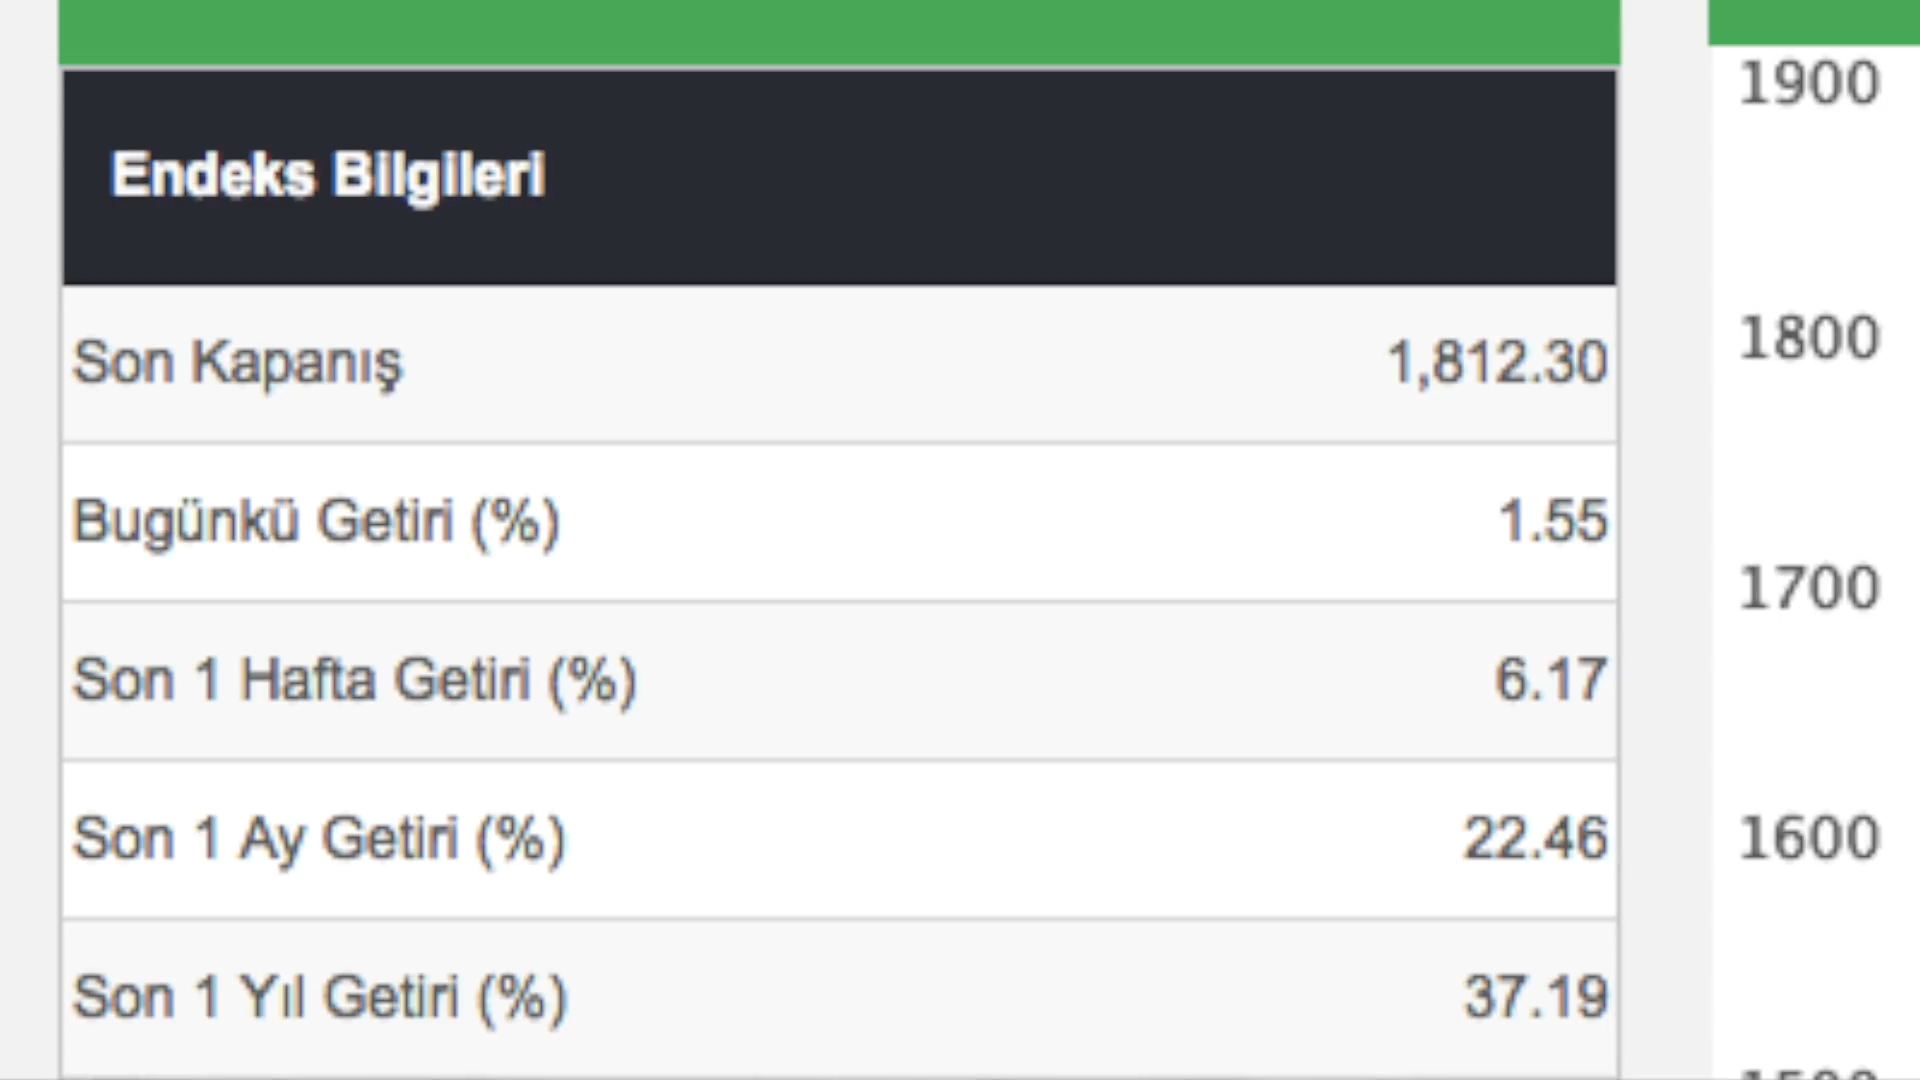 Endeks Bilgileri
Son Kapanış 1,812.30
Bugünkü Getiri (%) 1.55
Son 1 Hafta Getiri (%) 6.17
Son 1 Ay Getiri (%) 22.46
Son 1 Yıl Getiri (%) 37.19
1900
1800
1700
1600